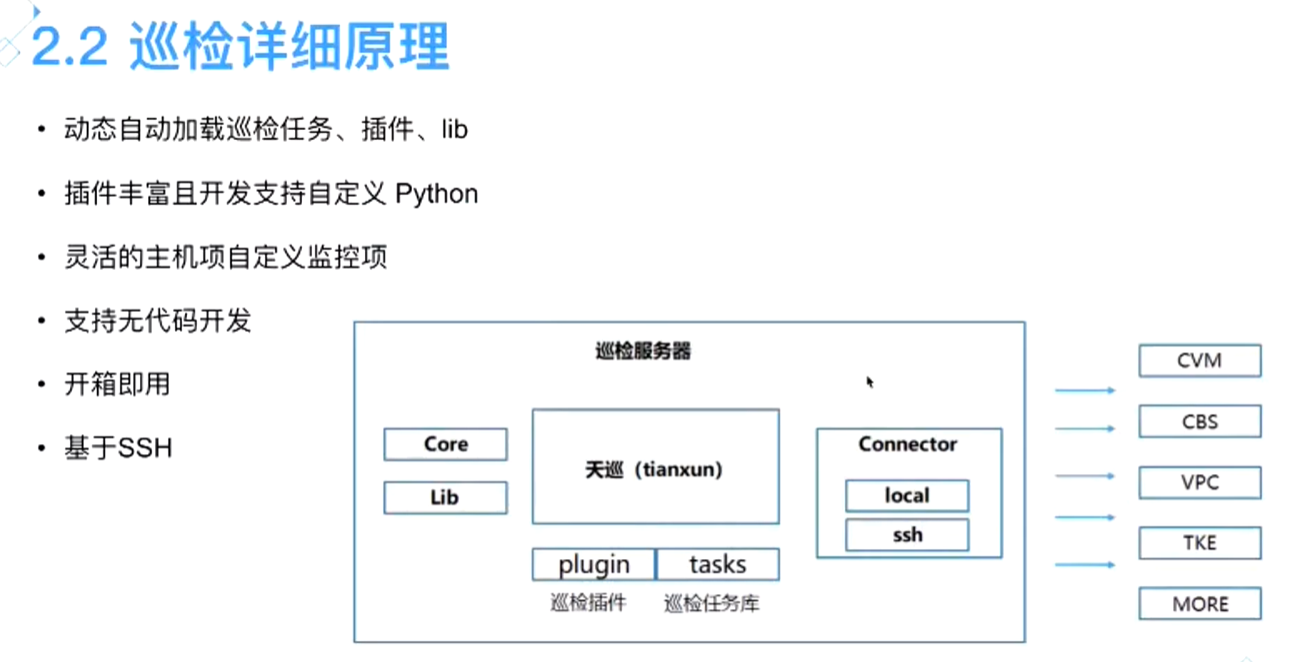 2.2 巡检详细原理
• 动态自动加载巡检任务、插件、lib
• 插件丰富且开发支持自定义 Python
• 灵活的主机项自定义监控项
• 支持无代码开发
• 开箱即用
• 基于SSH
巡检服务器
Core
Lib
天巡（tianxun）
plugin
tasks
巡检插件
巡检任务库
Connector
local
ssh
CVM
CBS
VPC
TKE
MORE